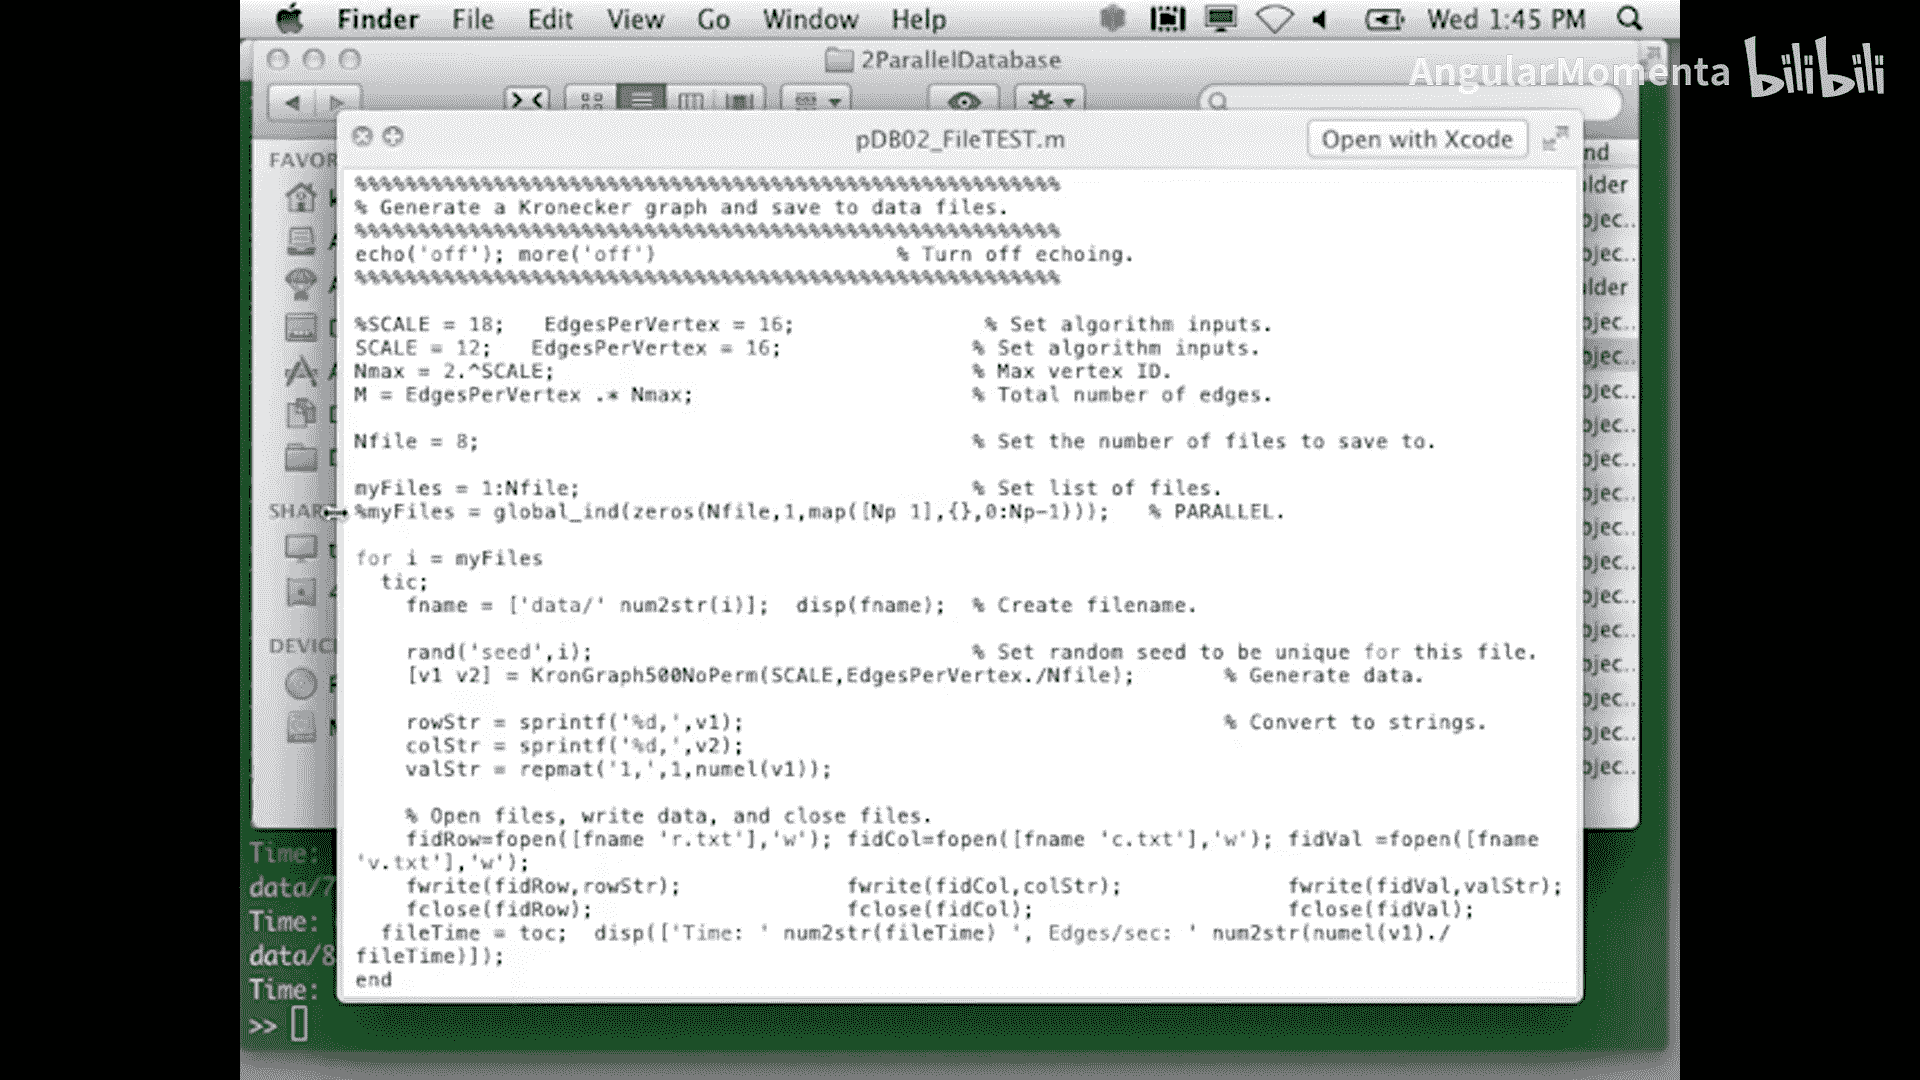 Finder File Edit View Go Window Help Wed 1:45 PM
2ParallelDatabase
AngularMomenta bilibili
pDB02_FileTEST.m Open with Xcode
FAVOR
%%%%%%%%%%%%%%%%%%%%%%%%%%%%%%%%%%%%%%%%%%%%%%%%%%%%%%%%
% Generate a Kronecker graph and save to data files.
%%%%%%%%%%%%%%%%%%%%%%%%%%%%%%%%%%%%%%%%%%%%%%%%%%%%%%%%
echo('off'); more('off') % Turn off echoing.
%%%%%%%%%%%%%%%%%%%%%%%%%%%%%%%%%%%%%%%%%%%%%%%%%%%%%%%%
%SCALE = 18; EdgesPerVertex = 16; % Set algorithm inputs.
SCALE = 12; EdgesPerVertex = 16; % Set algorithm inputs.
Nmax = 2.^SCALE; % Max vertex ID.
M = EdgesPerVertex .* Nmax; % Total number of edges.
Nfile = 8; % Set the number of files to save to.
myFiles = 1:Nfile; % Set list of files.
SHAR
%myFiles = global_ind(zeros(Nfile,1,map([Np 1],{},0:Np-1))); % PARALLEL.
for i = myFiles
tic;
fname = ['data/' num2str(i)]; disp(fname); % Create filename.
DEVIC
rand('seed',i); % Set random seed to be unique for this file.
[v1 v2] = KronGraph500NoPerm(SCALE,EdgesPerVertex./Nfile); % Generate data.
rowStr = sprintf('%d,',v1); % Convert to strings.
colStr = sprintf('%d,',v2);
valStr = repmat('1,',1,numel(v1));
% Open files, write data, and close files.
fidRow=fopen([fname 'r.txt'],'w'); fidCol=fopen([fname 'c.txt'],'w'); fidVal =fopen([fname
'v.txt'],'w');
fwrite(fidRow,rowStr); fwrite(fidCol,colStr); fwrite(fidVal,valStr);
fclose(fidRow); fclose(fidCol); fclose(fidVal);
fileTime = toc; disp(['Time: ' num2str(fileTime) ', Edges/sec: ' num2str(numel(v1)./
fileTime)]);
end
Time:
data/7
Time:
data/8
Time:
>>